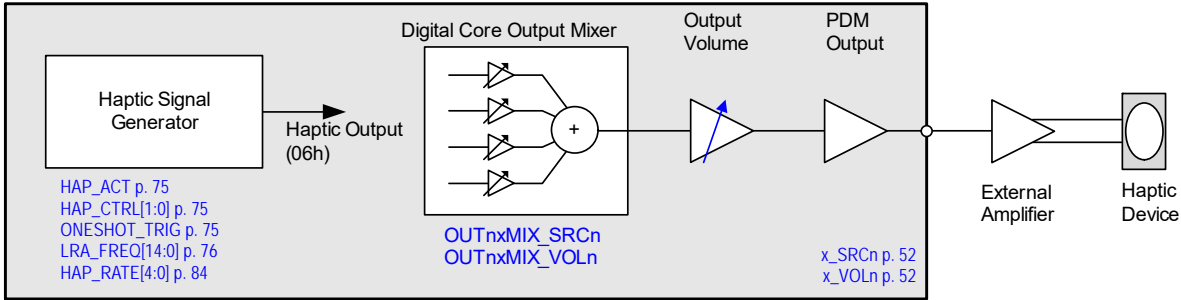 Digital Core Output Mixer
Output
Volume
PDM
Output
Haptic Signal
Generator
Haptic Output
(06h)
+
HAP_ACT p. 75
HAP_CTRL[1:0] p. 75
ONESHOT_TRIG p. 75
LRA_FREQ[14:0] p. 76
HAP_RATE[4:0] p. 84
OUTnxMIX_SRCn
OUTnxMIX_VOLn
x_SRCn p. 52
x_VOLn p. 52
External
Amplifier
Haptic
Device